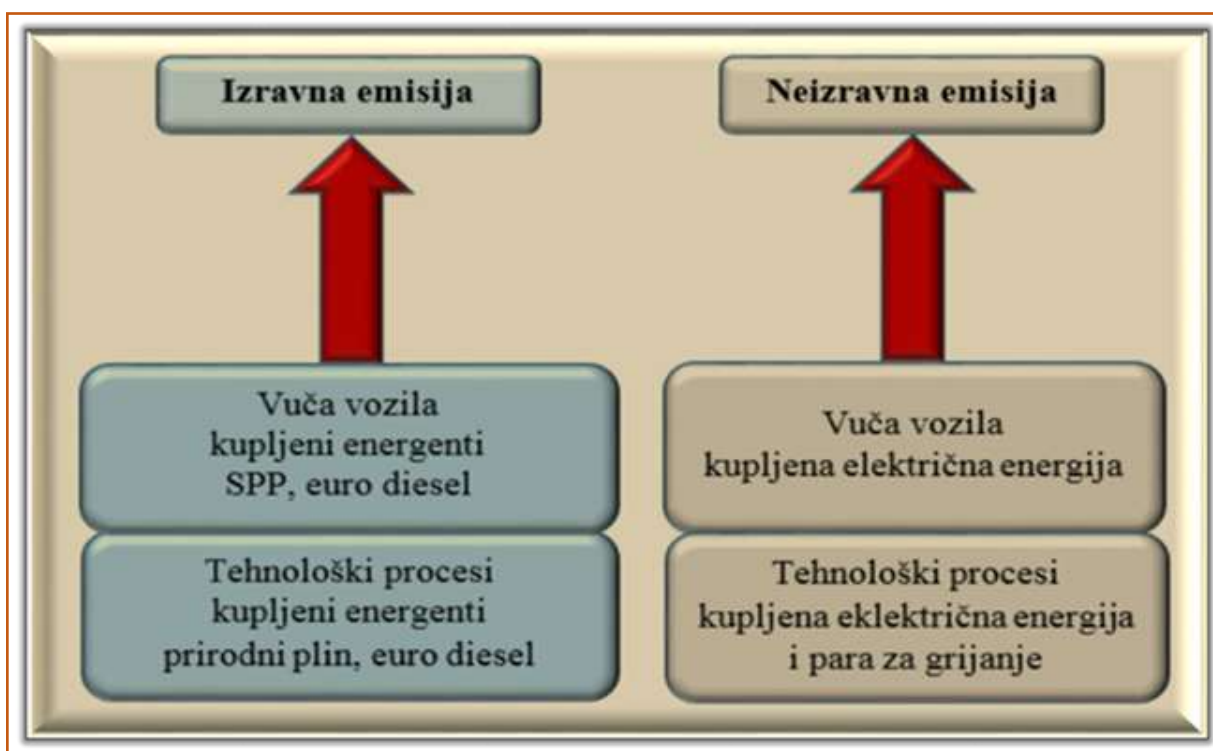 Izravna emisija
Neizravna emisija
Vuča vozila
kupljeni energenti
SPP, euro diesel
Vuča vozila
kupljena električna energija
Tehnološki procesi
kupljeni energenti
prirodni plin, euro diesel
Tehnološki procesi
kupljena eklektrična energija
i para za grijanje